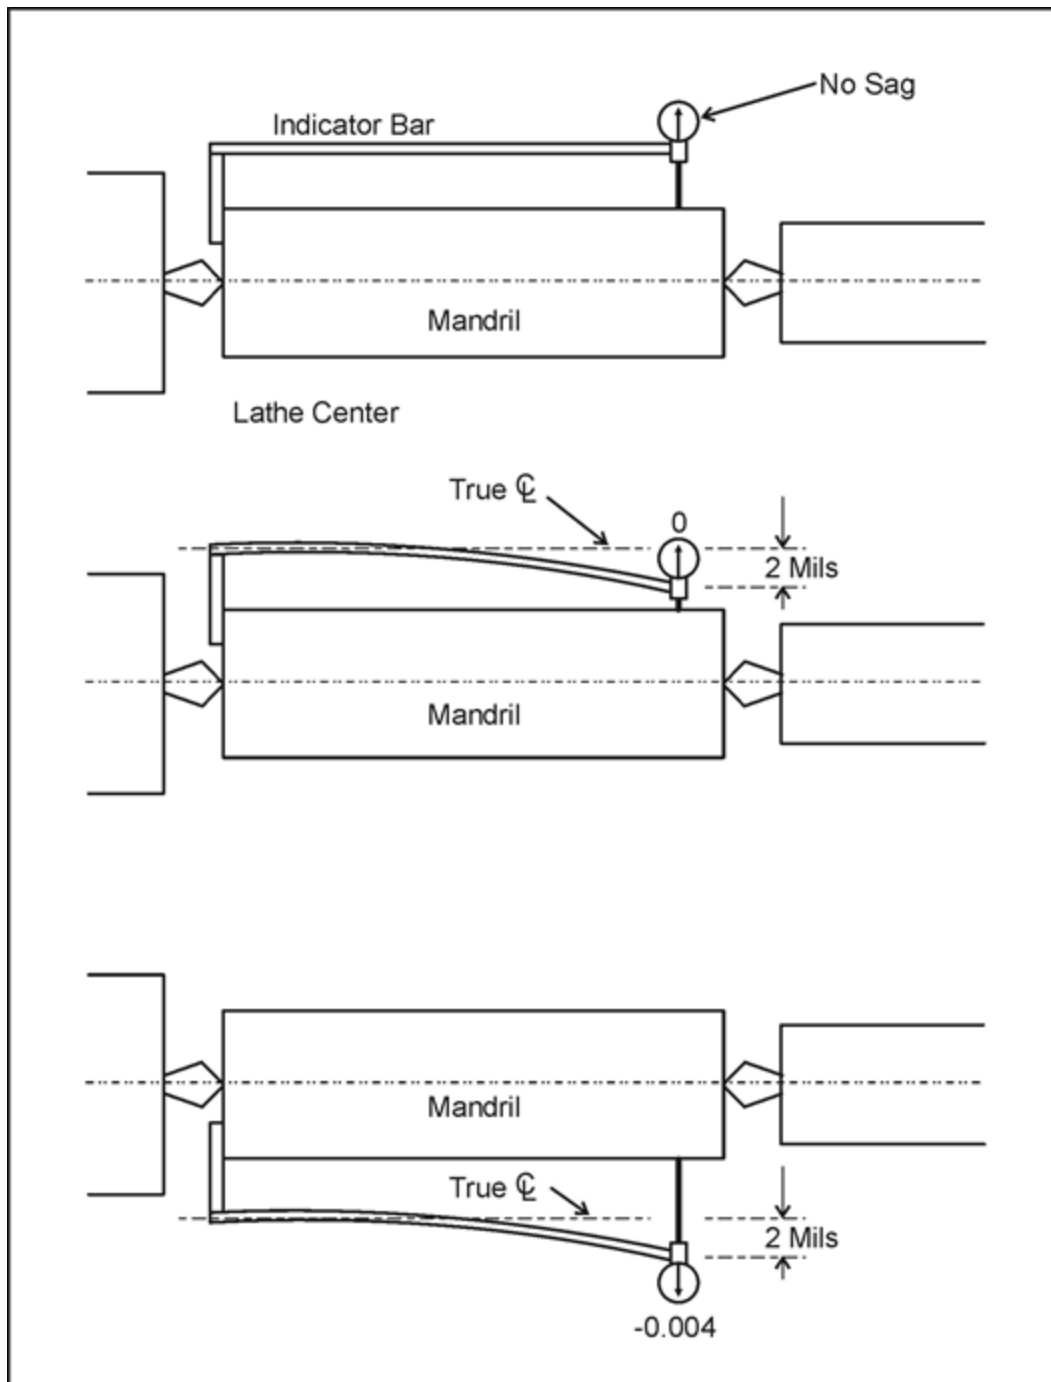 No Sag
Indicator Bar
Mandril
Lathe Center
True ℄
0
2 Mils
Mandril
Mandril
True ℄
2 Mils
-0.004